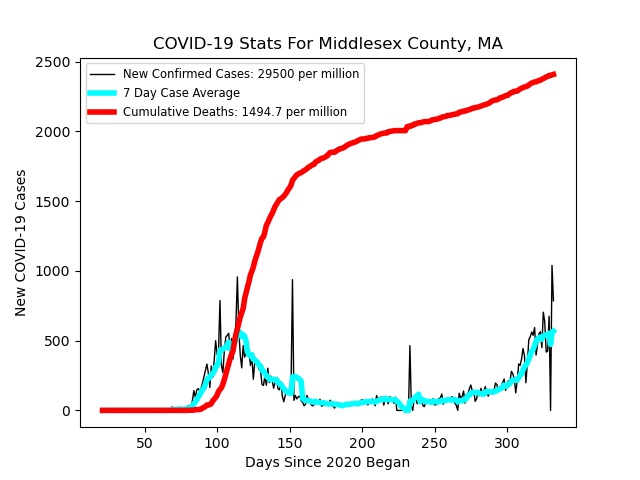 COVID-19 Stats For Middlesex County, MA
New Confirmed Cases: 29500 per million
7 Day Case Average
Cumulative Deaths: 1494.7 per million
New COVID-19 Cases
2500
2000
1500
1000
500
0
50 100 150 200 250 300
Days Since 2020 Began